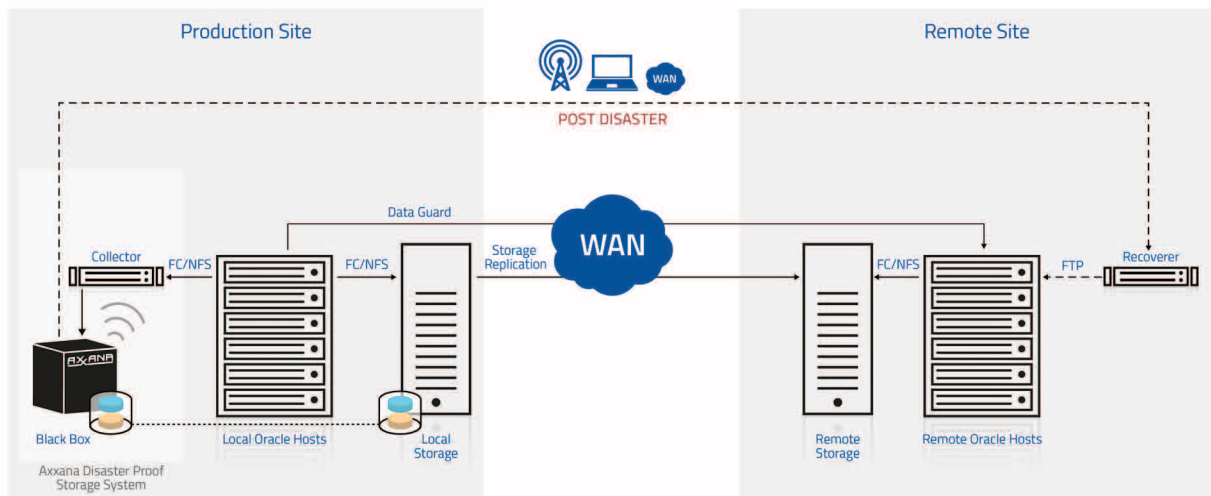 Production Site
Remote Site
WAN
POST DISASTER
Data Guard
WAN
Collector
FC/NFS
FC/NFS
Storage
Replication
FC/NFS
FTP
Recoverer
AXXANA
Black Box
Local Oracle Hosts
Local
Storage
Remote
Storage
Remote Oracle Hosts
Axxana Disaster Proof
Storage System